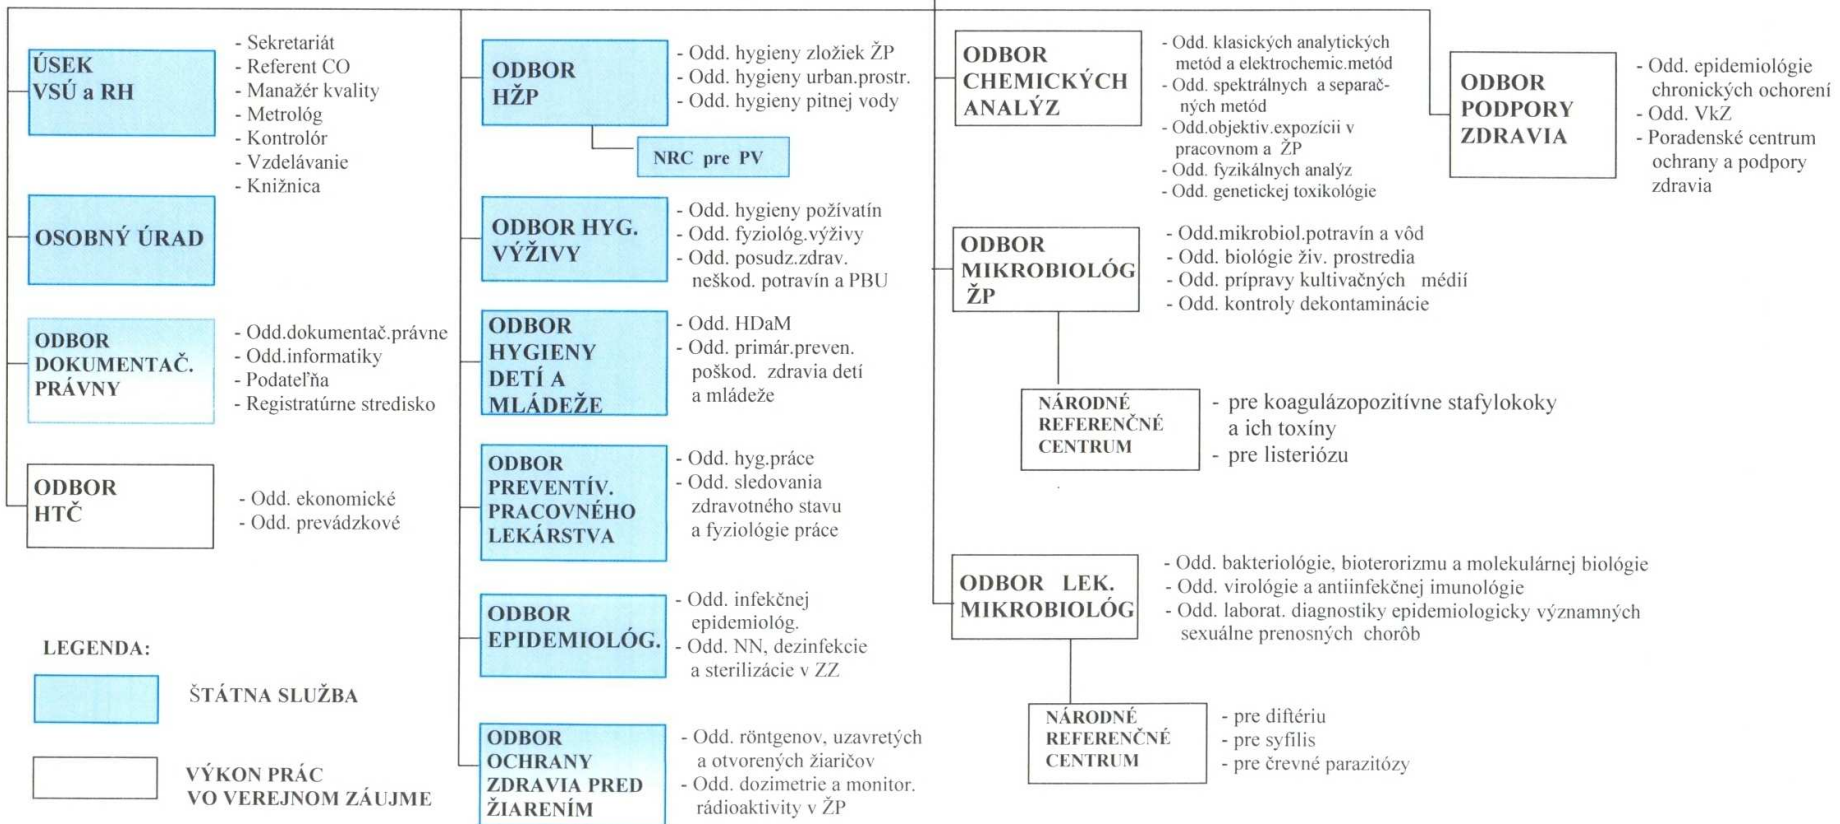 ÚSEK
VSÚ a RH
- Sekretariát
- Referent CO
- Manažér kvality
- Metrológ
- Kontrolór
- Vzdelávanie
- Knižnica
OSOBNÝ ÚRAD
ODBOR
DOKUMENTAČ.
PRÁVNY
- Odd.dokumentač.právne
- Odd.informatiky
- Podateľňa
- Registratúrne stredisko
ODBOR
HTČ
- Odd. ekonomické
- Odd. prevádzkové
LEGENDA:
ŠTÁTNA SLUŽBA
VÝKON PRÁC
VO VEREJNOM ZÁUJME
ODBOR
HŽP
- Odd. hygieny zložiek ŽP
- Odd. hygieny urban.prostr.
- Odd. hygieny pitnej vody
NRC pre PV
ODBOR HYG.
VÝŽIVY
- Odd. hygieny požívatín
- Odd. fyziológ.výživy
- Odd. posudz.zdrav.
neškod. potravín a PBU
ODBOR
HYGIENY
DETÍ A
MLÁDEŽE
- Odd. HDaM
- Odd. primár.preven.
poškod. zdravia detí
a mládeže
ODBOR
PREVENTÍV.
PRACOVNÉHO
LEKÁRSTVA
- Odd. hyg.práce
- Odd. sledovania
zdravotného stavu
a fyziológie práce
ODBOR
EPIDEMIOLÓG.
- Odd. infekčnej
epidemiológ.
- Odd. NN, dezinfekcie
a sterilizácie v ZZ
ODBOR
OCHRANY
ZDRAVIA PRED
ŽIARENÍM
- Odd. röntgenov, uzavretých
a otvorených žiaričov
- Odd. dozimetrie a monitor.
rádioaktivity v ŽP
ODBOR
CHEMICKÝCH
ANALÝZ
- Odd. klasických analytických
metód a elektrochemic.metód
- Odd. spektrálnych a separač-
ných metód
- Odd.objektiv.expozícii v
pracovnom a ŽP
- Odd. fyzikálnych analýz
- Odd. genetickej toxikológie
ODBOR
MIKROBIOLÓG
ŽP
- Odd.mikrobiol.potravín a vôd
- Odd. biológie živ. prostredia
- Odd. prípravy kultivačných médií
- Odd. kontroly dekontaminácie
NÁRODNÉ
REFERENČNÉ
CENTRUM
- pre koagulázopozitívne stafylokoky
a ich toxíny
- pre listeriózu
ODBOR LEK.
MIKROBIOLÓG
- Odd. bakteriológie, bioterorizmu a molekulárnej biológie
- Odd. virológie a antiinfekčnej imunológie
- Odd. laborat. diagnostiky epidemiologicky významných
sexuálne prenosných chorôb
NÁRODNÉ
REFERENČNÉ
CENTRUM
- pre diftériu
- pre syfilis
- pre črevné parazitózy
ODBOR
PODPORY
ZDRAVIA
- Odd. epidemiológie
chronických ochorení
- Odd. VkZ
- Poradenské centrum
ochrany a podpory
zdravia